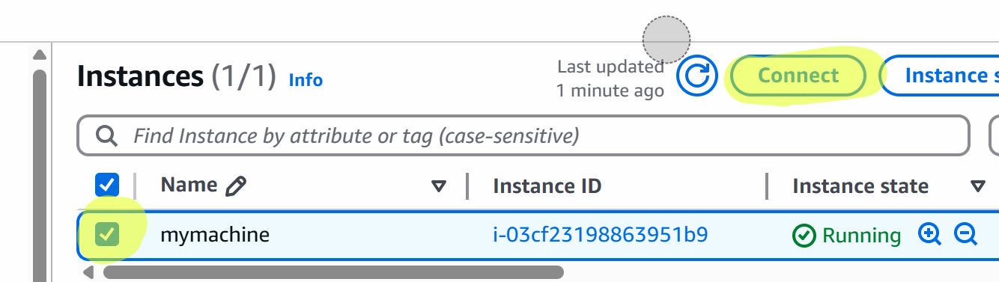 Instances (1/1) Info
Last updated
1 minute ago
Connect
Instance s
Find Instance by attribute or tag (case-sensitive)
Name
Instance ID
Instance state
mymachine
i-03cf23198863951b9
Running